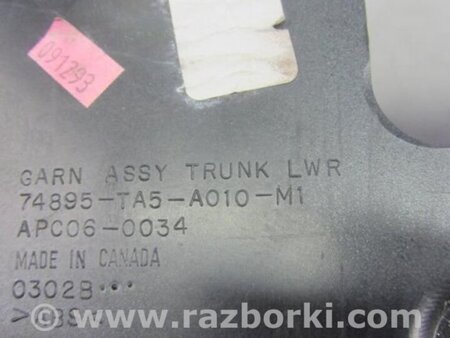 091293
GARN ASSY TRUNK LWR
74895-TA5-A010-M1
APC06-0034
MADE IN CANADA
0302B•••
www.razborki.com